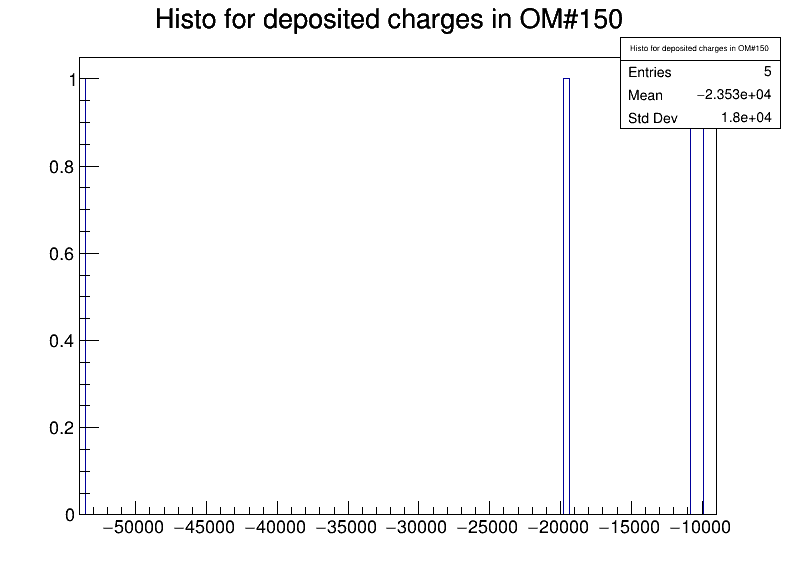 Histo for deposited charges in OM#150
Histo for deposited charges in OM#150
Entries 5
Mean −2.353e+04
Std Dev 1.8e+04
1
0.8
0.6
0.4
0.2
0
−50000 −45000 −40000 −35000 −30000 −25000 −20000 −15000 −10000